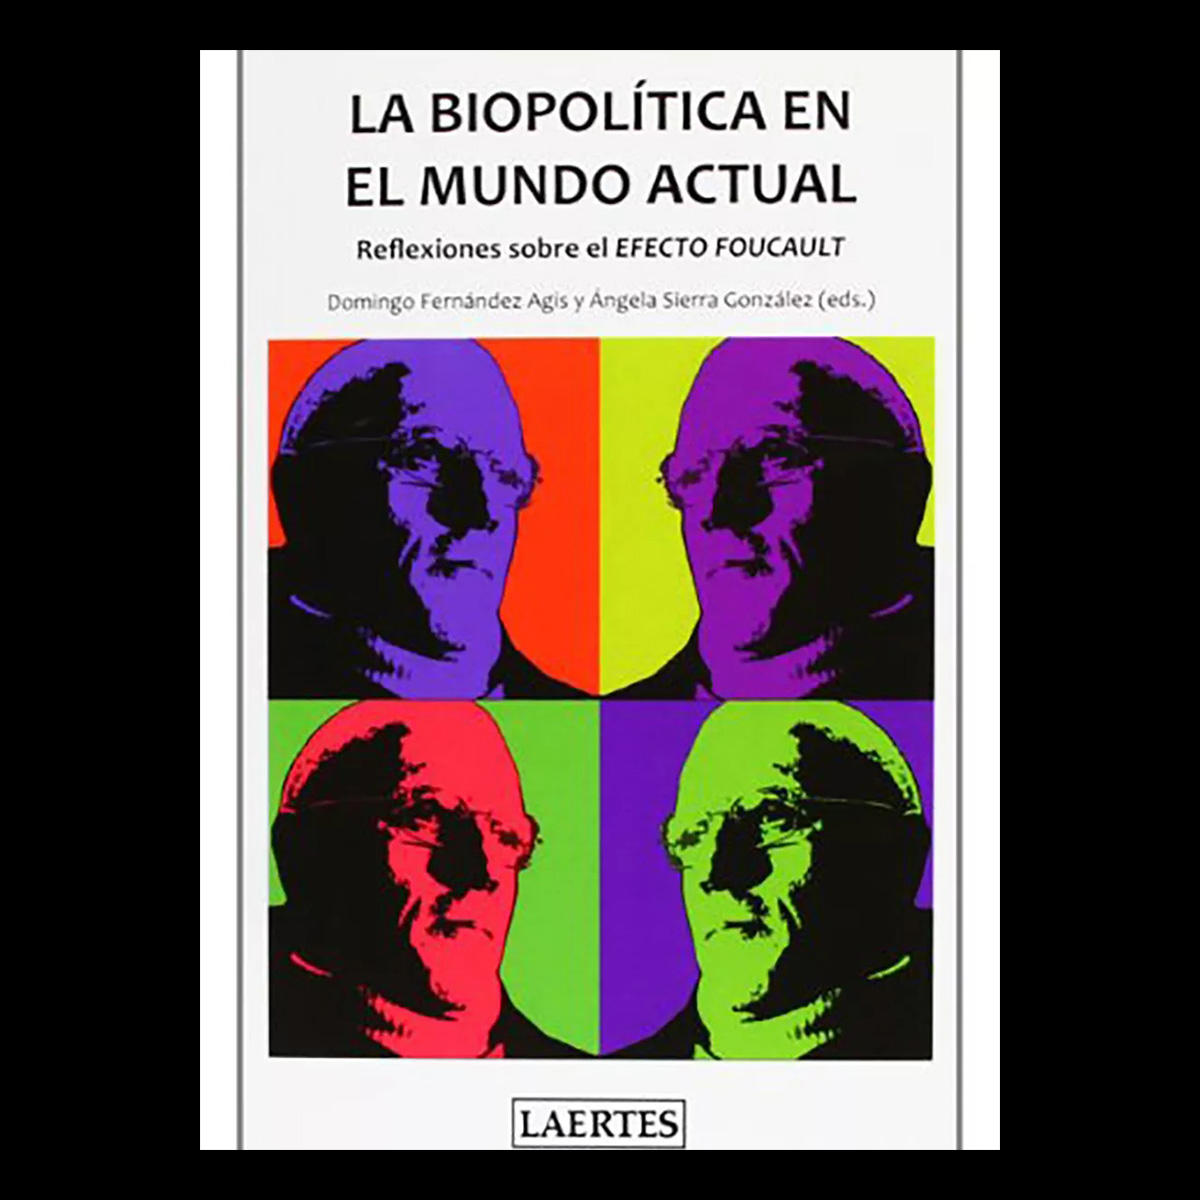 LA BIOPOLÍTICA EN
EL MUNDO ACTUAL
Reflexiones sobre el EFECTO FOUCAULT
Domingo Fernández Agis y Ángela Sierra González (eds.)
LAERTES